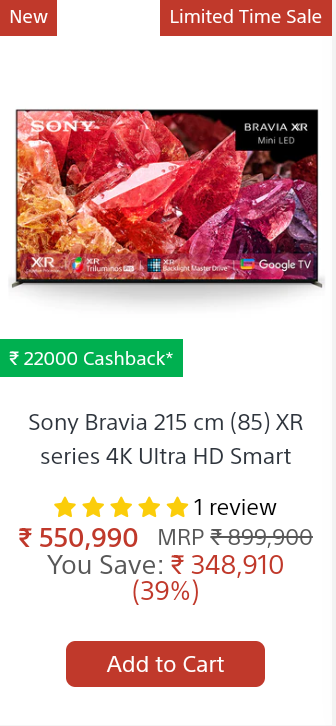 New
Limited Time Sale
SONY
BRAVIA XR
Mini LED
XR
XR
Triluminos Pro
XR
Backlight Master Drive
Google TV
₹ 22000 Cashback*
Sony Bravia 215 cm (85) XR
series 4K Ultra HD Smart
1 review
₹ 550,990 MRP ₹ 899,900
You Save: ₹ 348,910
(39%)
Add to Cart